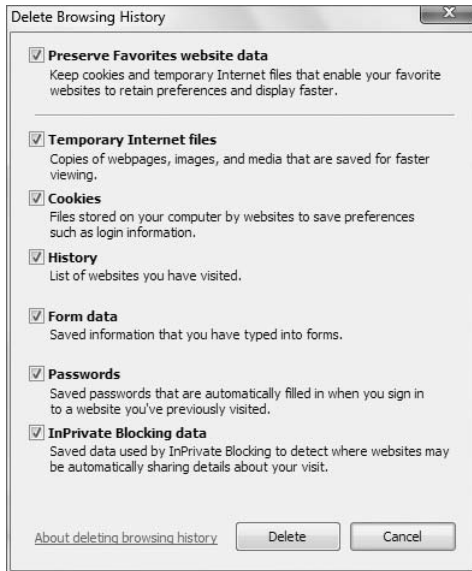 Delete Browsing History
Preserve Favorites website data
Keep cookies and temporary Internet files that enable your favorite
websites to retain preferences and display faster.
Temporary Internet files
Copies of webpages, images, and media that are saved for faster
viewing.
Cookies
Files stored on your computer by websites to save preferences
such as login information.
History
List of websites you have visited.
Form data
Saved information that you have typed into forms.
Passwords
Saved passwords that are automatically filled in when you sign in
to a website you've previously visited.
InPrivate Blocking data
Saved data used by InPrivate Blocking to detect where websites may
be automatically sharing details about your visit.
About deleting browsing history
Delete
Cancel